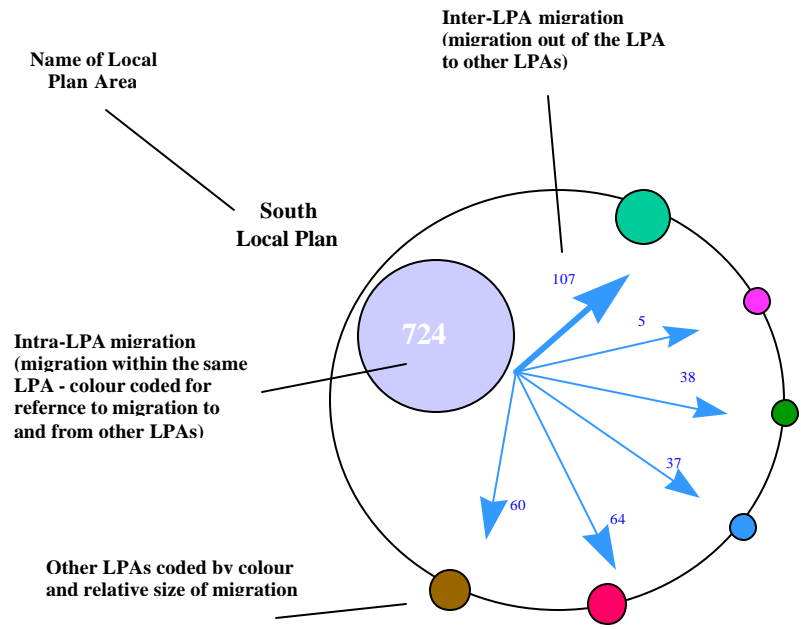 Inter-LPA migration
(migration out of the LPA
to other LPAs)
Name of Local
Plan Area
South
Local Plan
107
5
724
Intra-LPA migration
(migration within the same
LPA - colour coded for
refernce to migration to
and from other LPAs)
38
37
60
64
Other LPAs coded by colour
and relative size of migration